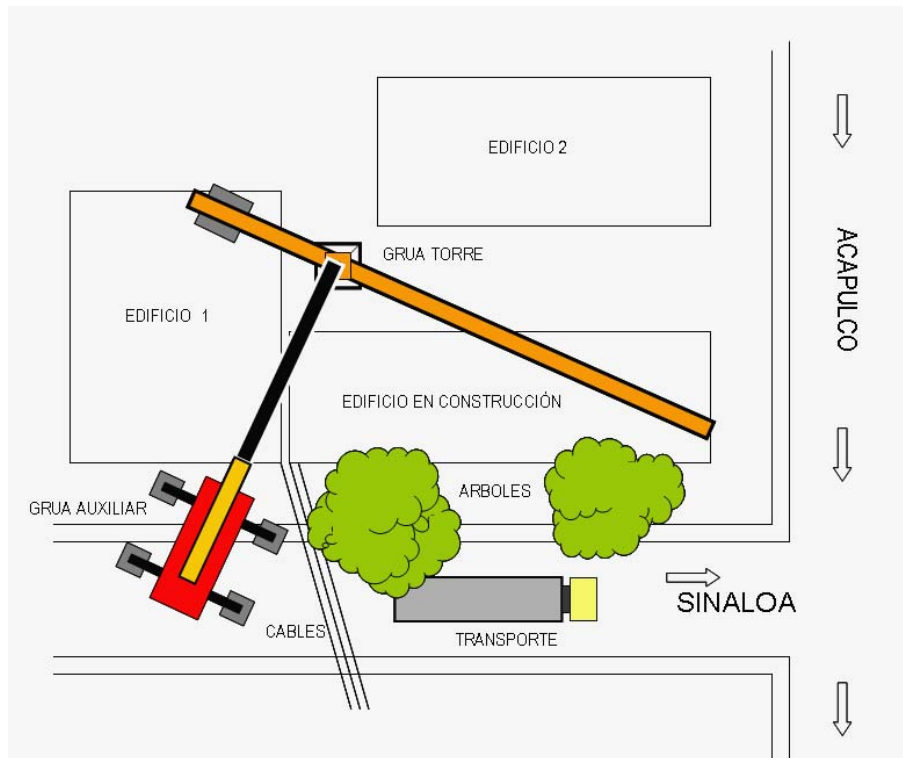 EDIFICIO 2
GRUA TORRE
ACAPULCO
EDIFICIO 1
EDIFICIO EN CONSTRUCCIÓN
ARBOLES
GRUA AUXILIAR
SINALOA
CABLES
TRANSPORTE